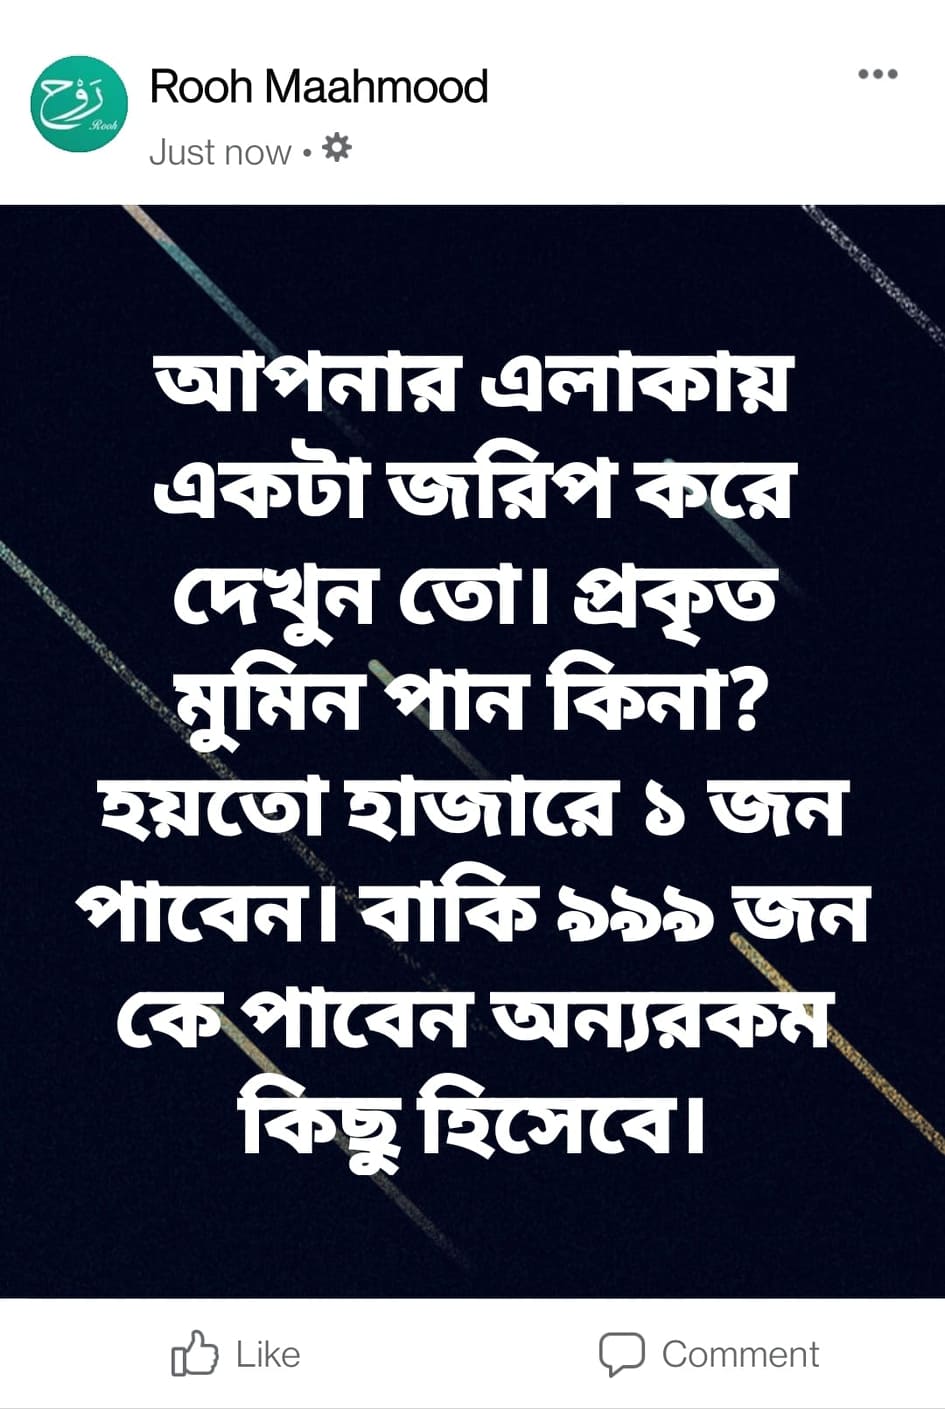 رَوْح
Rooh
Rooh Maahmood
Just now •
আপনার এলাকায়
একটা জরিপ করে
দেখুন তো। প্রকৃত
মুমিন পান কিনা?
হয়তো হাজারে ১ জন
পাবেন। বাকি ৯৯৯ জন
কে পাবেন অন্যরকম
কিছু হিসেবে।
Like
Comment